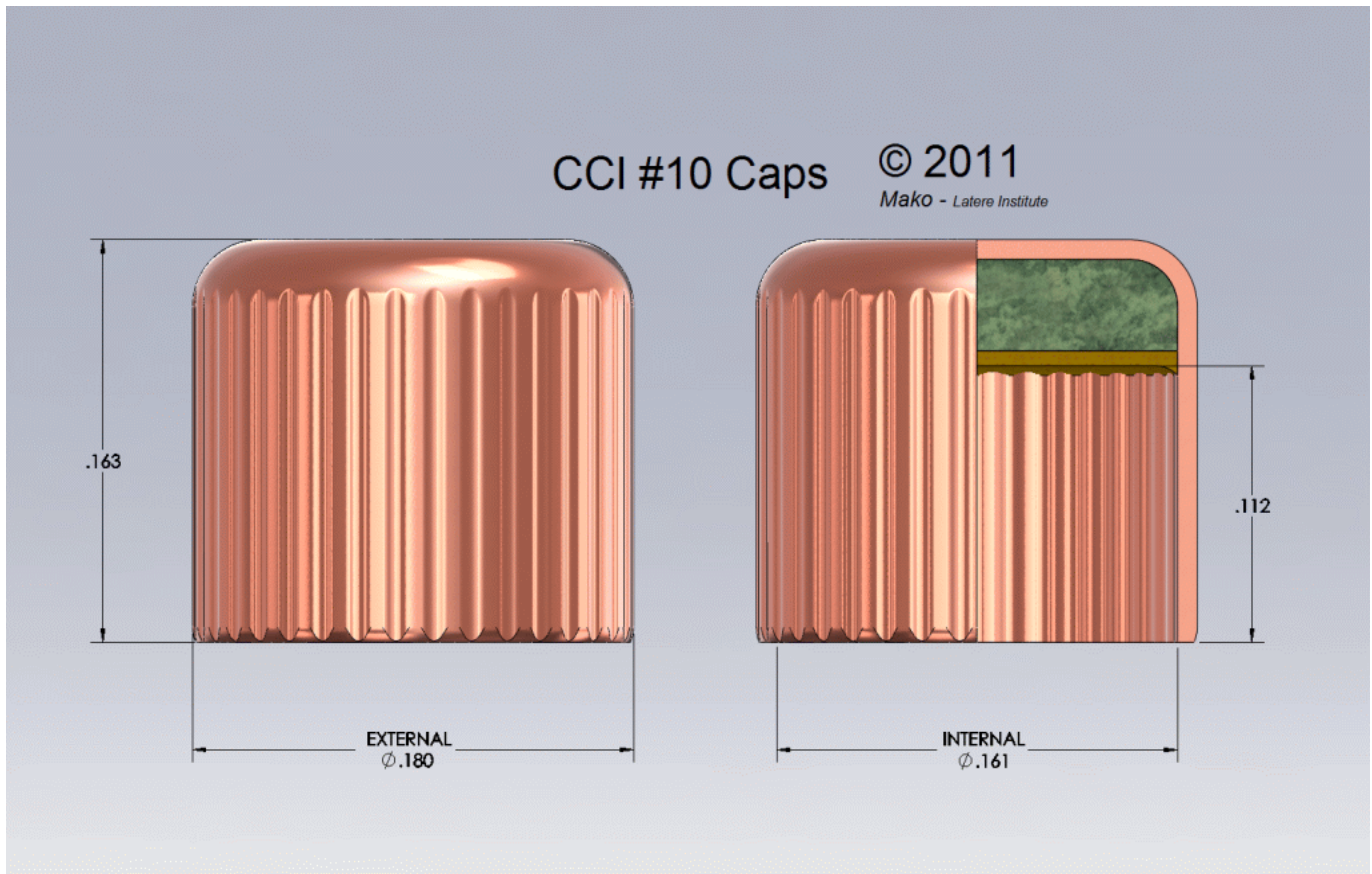 CCI #10 Caps
© 2011
Mako - Latere Institute
.163
.112
EXTERNAL
∅.180
INTERNAL
∅.161